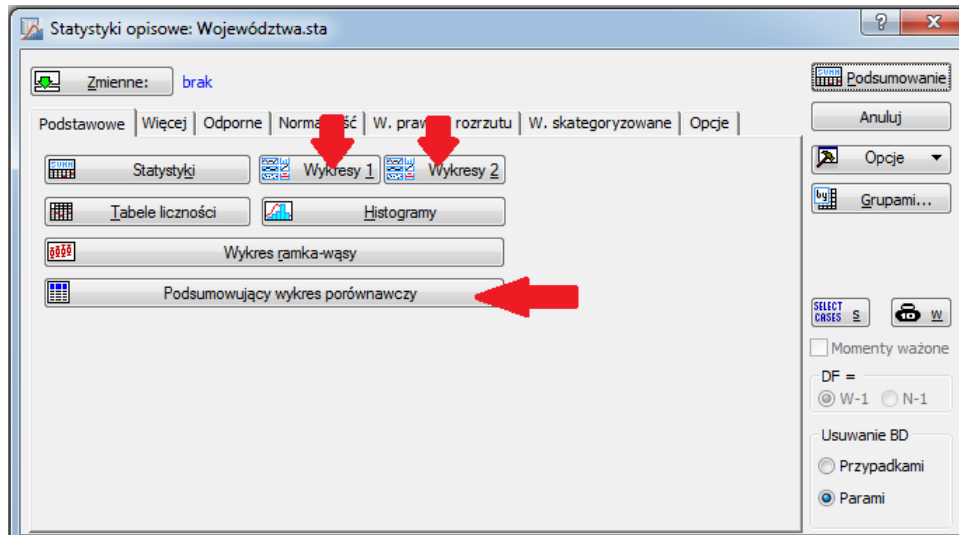 Statystyki opisowe: Województwa.sta
Zmienne: brak
Podstawowe Więcej Odporne W. rozrzutu W. skategoryzowane Opcje
Statystyki Wykresy 1 Wykresy 2
Tabele liczności Histogramy
Wykres ramka-wąsy
Podsumowujący wykres porównawczy
Podsumowanie
Anuluj
Opcje
Grupami...
SELECT CASES S W
Momenty ważone
DF =
W-1 N-1
Usuwanie BD
Przypadkami
Parami